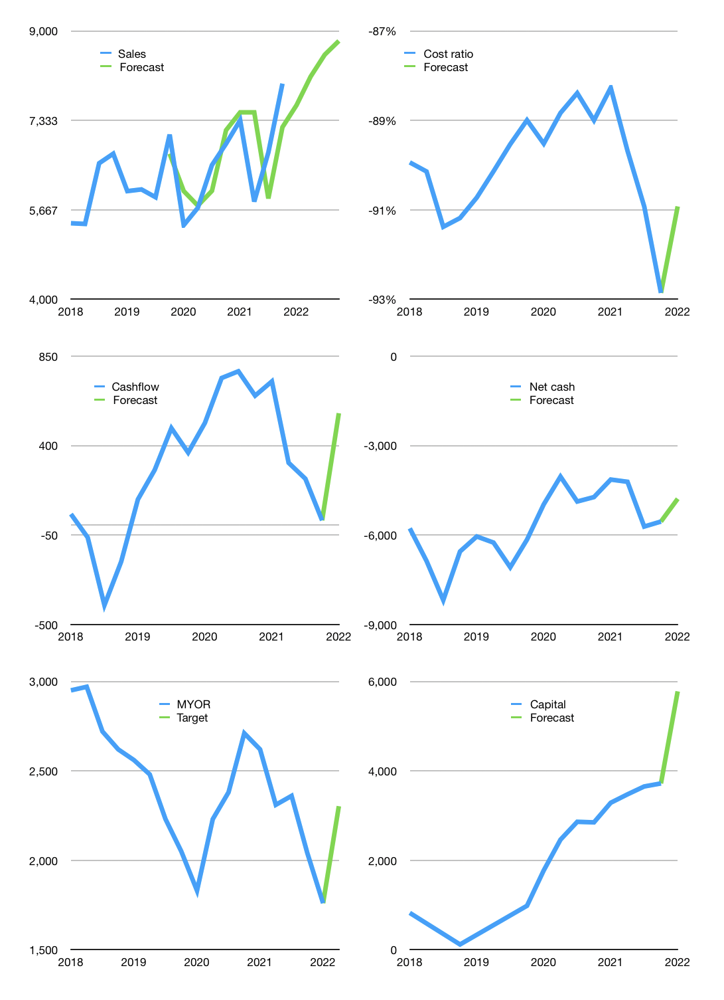 9,000
Sales
Forecast
7,333
5,667
4,000
2018 2019 2020 2021 2022
-87%
Cost ratio
Forecast
-89%
-91%
-93%
2018 2019 2020 2021 2022
850
Cashflow
Forecast
400
-50
-500
2018 2019 2020 2021 2022
0
Net cash
Forecast
-3,000
-6,000
-9,000
2018 2019 2020 2021 2022
3,000
MYOR
Target
2,500
2,000
1,500
2018 2019 2020 2021 2022
6,000
Capital
Forecast
4,000
2,000
0
2018 2019 2020 2021 2022